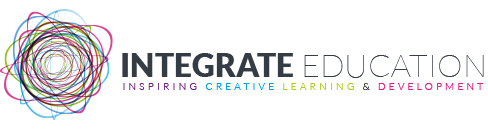 INTEGRATE EDUCATION
INSPIRING CREATIVE LEARNING & DEVELOPMENT